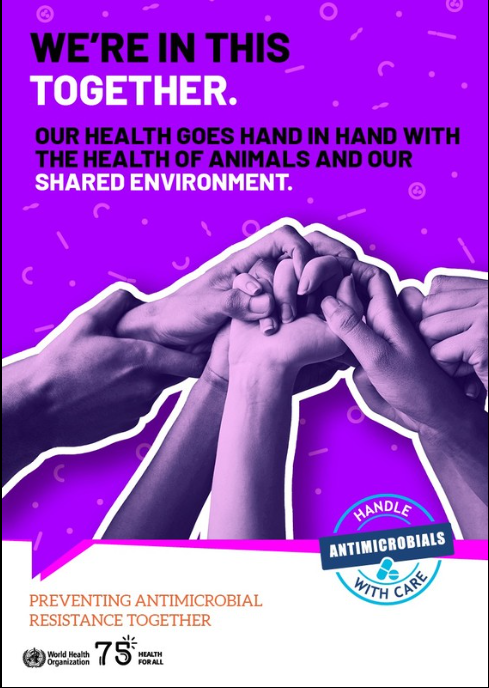 WE'RE IN THIS
TOGETHER.
OUR HEALTH GOES HAND IN HAND WITH
THE HEALTH OF ANIMALS AND OUR
SHARED ENVIRONMENT.
HANDLE
ANTIMICROBIALS
WITH CARE
PREVENTING ANTIMICROBIAL
RESISTANCE TOGETHER
World Health
Organization
75
HEALTH
FOR ALL